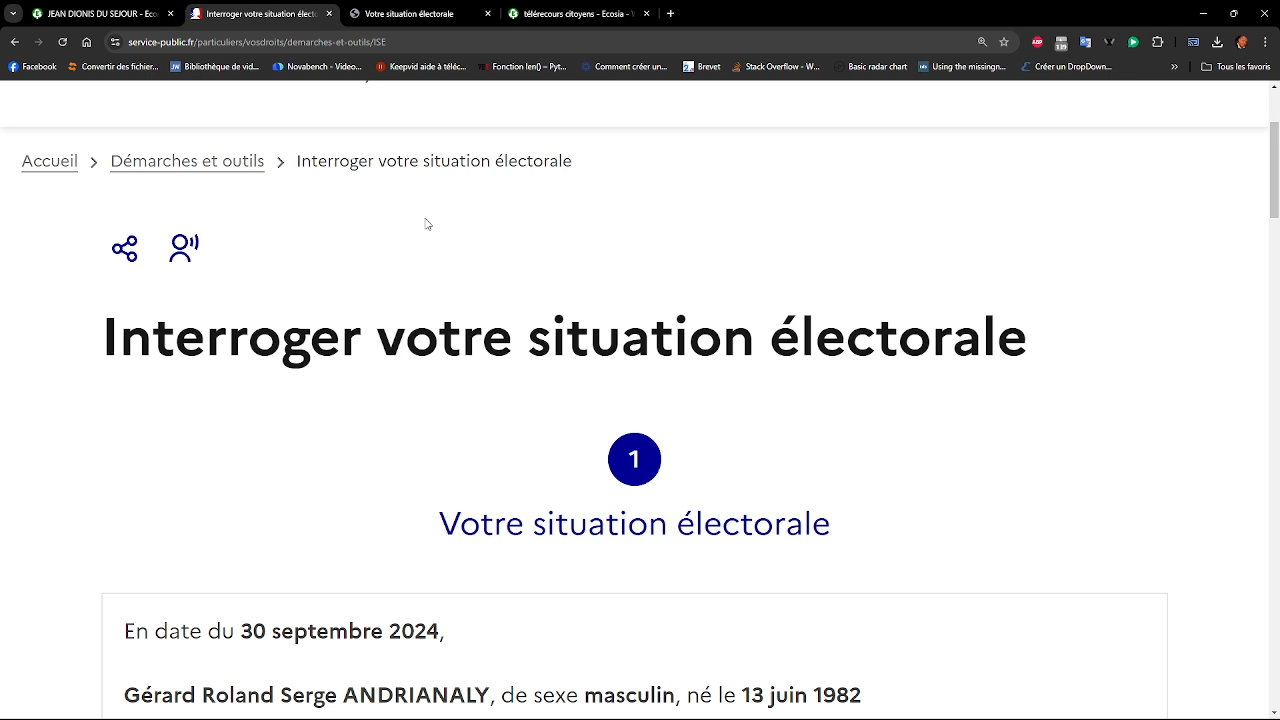 JEAN DIONIS DU SEJOUR - Eco
Interroger votre situation élect
Votre situation électorale
télérecours citoyens - Ecosia - W
service-public.fr/particuliers/vosdroits/demarches-et-outils/ISE
ABP
Facebook
Convertir des fichier...
Bibliothèque de vid...
Novabench - Video...
Keepvid aide à téléc...
Fonction len() – Pyt...
Comment créer un...
Brevet
Stack Overflow - W...
Basic radar chart
Using the missingn...
Créer un DropDown...
»
Tous les favoris
Accueil > Démarches et outils > Interroger votre situation électorale
Interroger votre situation électorale
1
Votre situation électorale
En date du 30 septembre 2024,
Gérard Roland Serge ANDRIANALY, de sexe masculin, né le 13 juin 1982